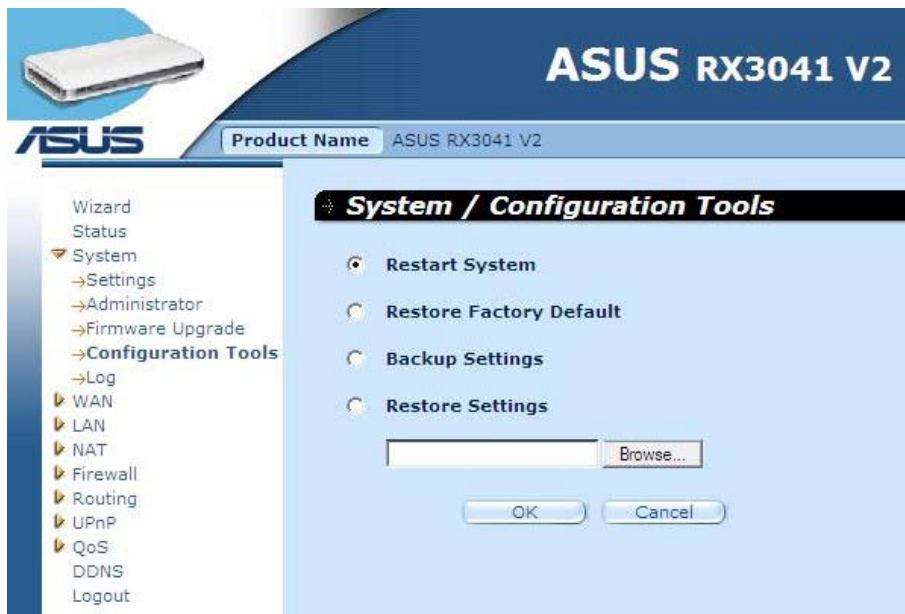 ASUS RX3041 V2
ASUS
Product Name ASUS RX3041 V2
Wizard
Status
System
→Settings
→Administrator
→Firmware Upgrade
→Configuration Tools
→Log
WAN
LAN
NAT
Firewall
Routing
UPnP
QoS
DDNS
Logout
System / Configuration Tools
Restart System
Restore Factory Default
Backup Settings
Restore Settings
Browse...
OK Cancel